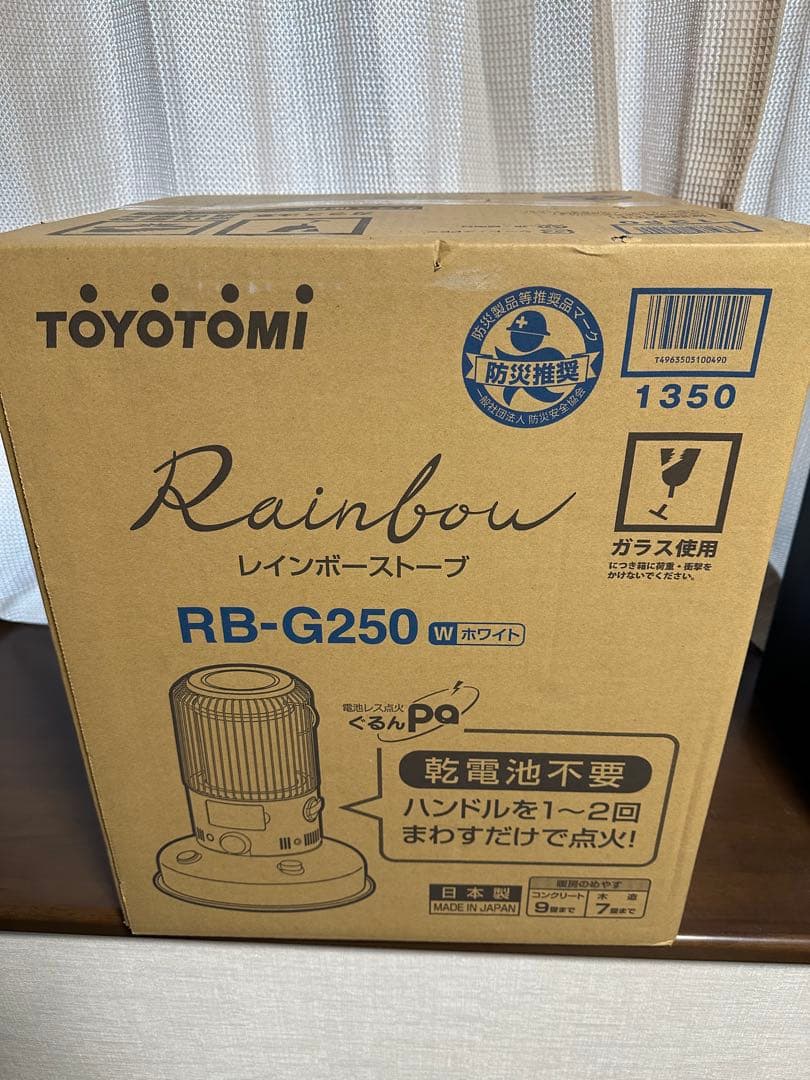 TOYOTOMI
防災製品等推奨品マーク
防災推奨
一般社団法人 防災安全協会
T4963505100490
1350
Rainbow
レインボーストーブ
ガラス使用
につき箱に荷重・衝撃を
かけないでください。
RB-G250 W ホワイト
電池レス点火
ぐるんpa
乾電池不要
ハンドルを1〜2回
まわすだけで点火!
日本製
MADE IN JAPAN
暖房のめやす
コンクリート 木造
9畳まで 7畳まで